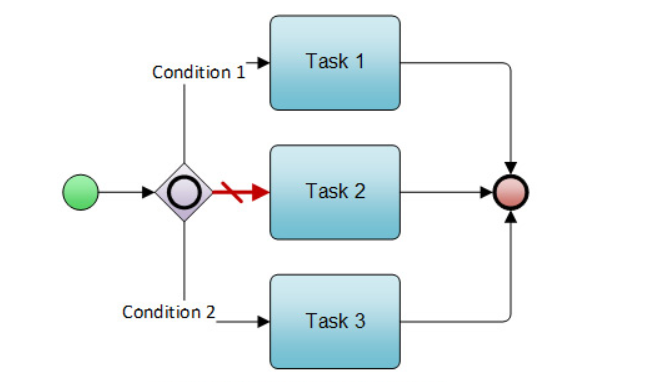 Condition 1
Task 1
Task 2
Condition 2
Task 3